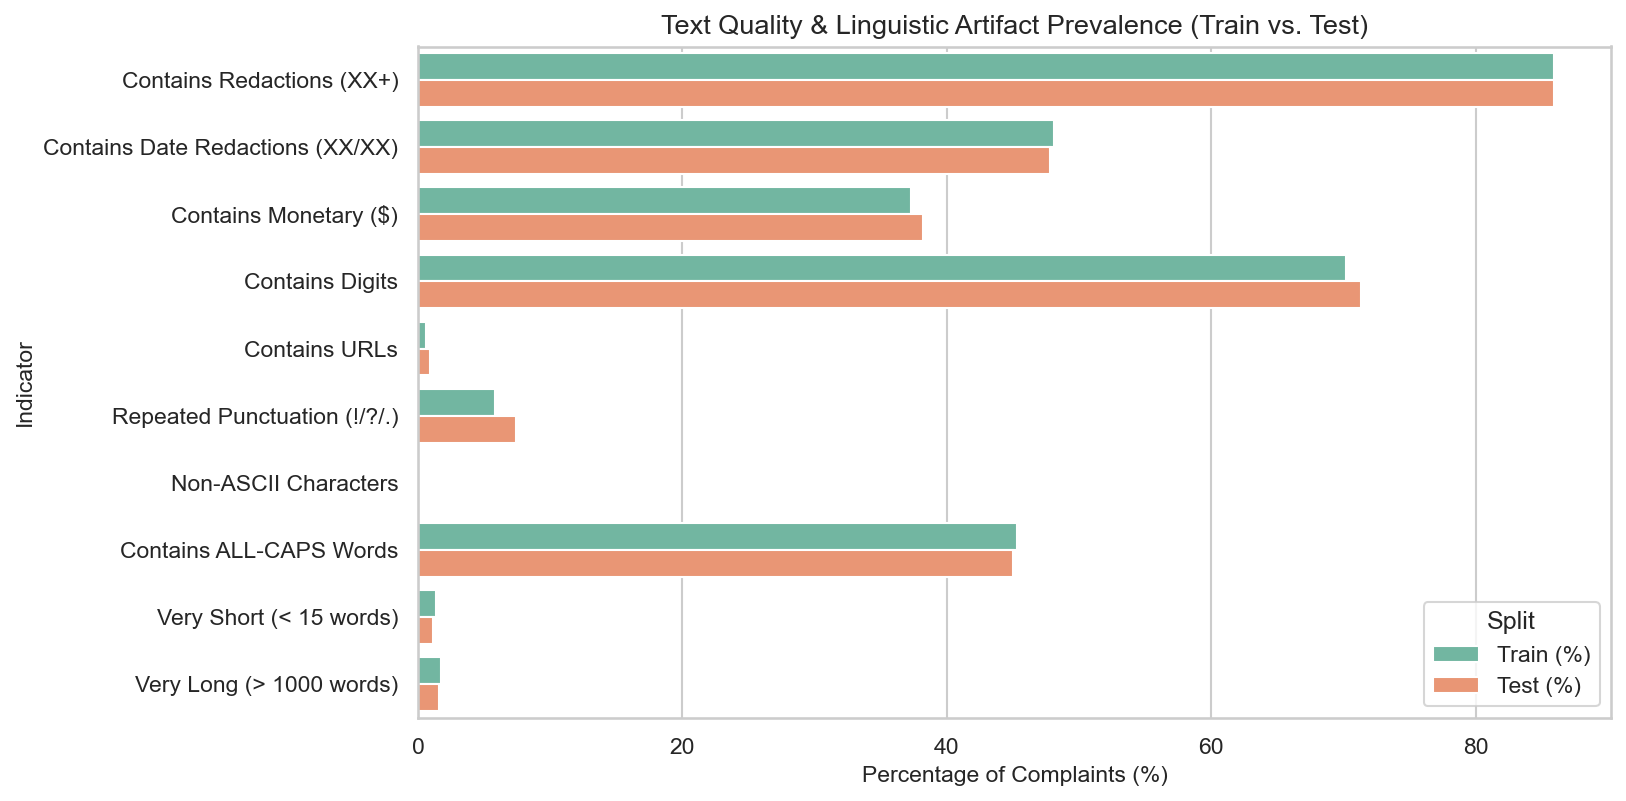 Text Quality & Linguistic Artifact Prevalence (Train vs. Test)
Contains Redactions (XX+)
Contains Date Redactions (XX/XX)
Contains Monetary ($)
Contains Digits
Contains URLs
Repeated Punctuation (!/?/.)
Non-ASCII Characters
Contains ALL-CAPS Words
Very Short (< 15 words)
Very Long (> 1000 words)
Indicator
Split
Train (%)
Test (%)
0 20 40 60 80
Percentage of Complaints (%)